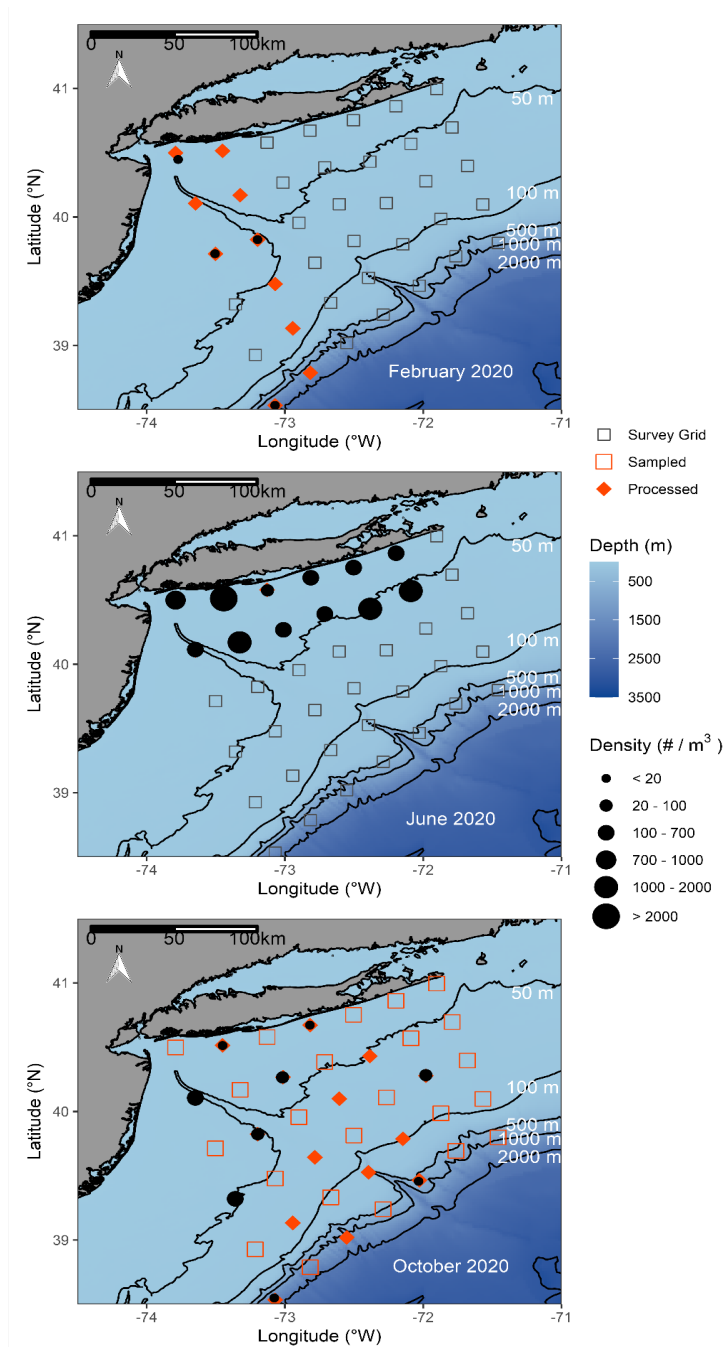 0 50 100km
N
41
50 m
100 m
40
500 m
1000 m
2000 m
39
February 2020
-74 -73 -72 -71
Longitude (°W)
Latitude (°N)
Survey Grid
Sampled
Processed
0 50 100km
N
41
50 m
100 m
40
500 m
1000 m
2000 m
39
June 2020
-74 -73 -72 -71
Longitude (°W)
Latitude (°N)
Depth (m)
500
1500
2500
3500
Density (# / m³ )
< 20
20 - 100
100 - 700
700 - 1000
1000 - 2000
> 2000
0 50 100km
N
41
50 m
100 m
40
500 m
1000 m
2000 m
39
October 2020
-74 -73 -72 -71
Longitude (°W)
Latitude (°N)